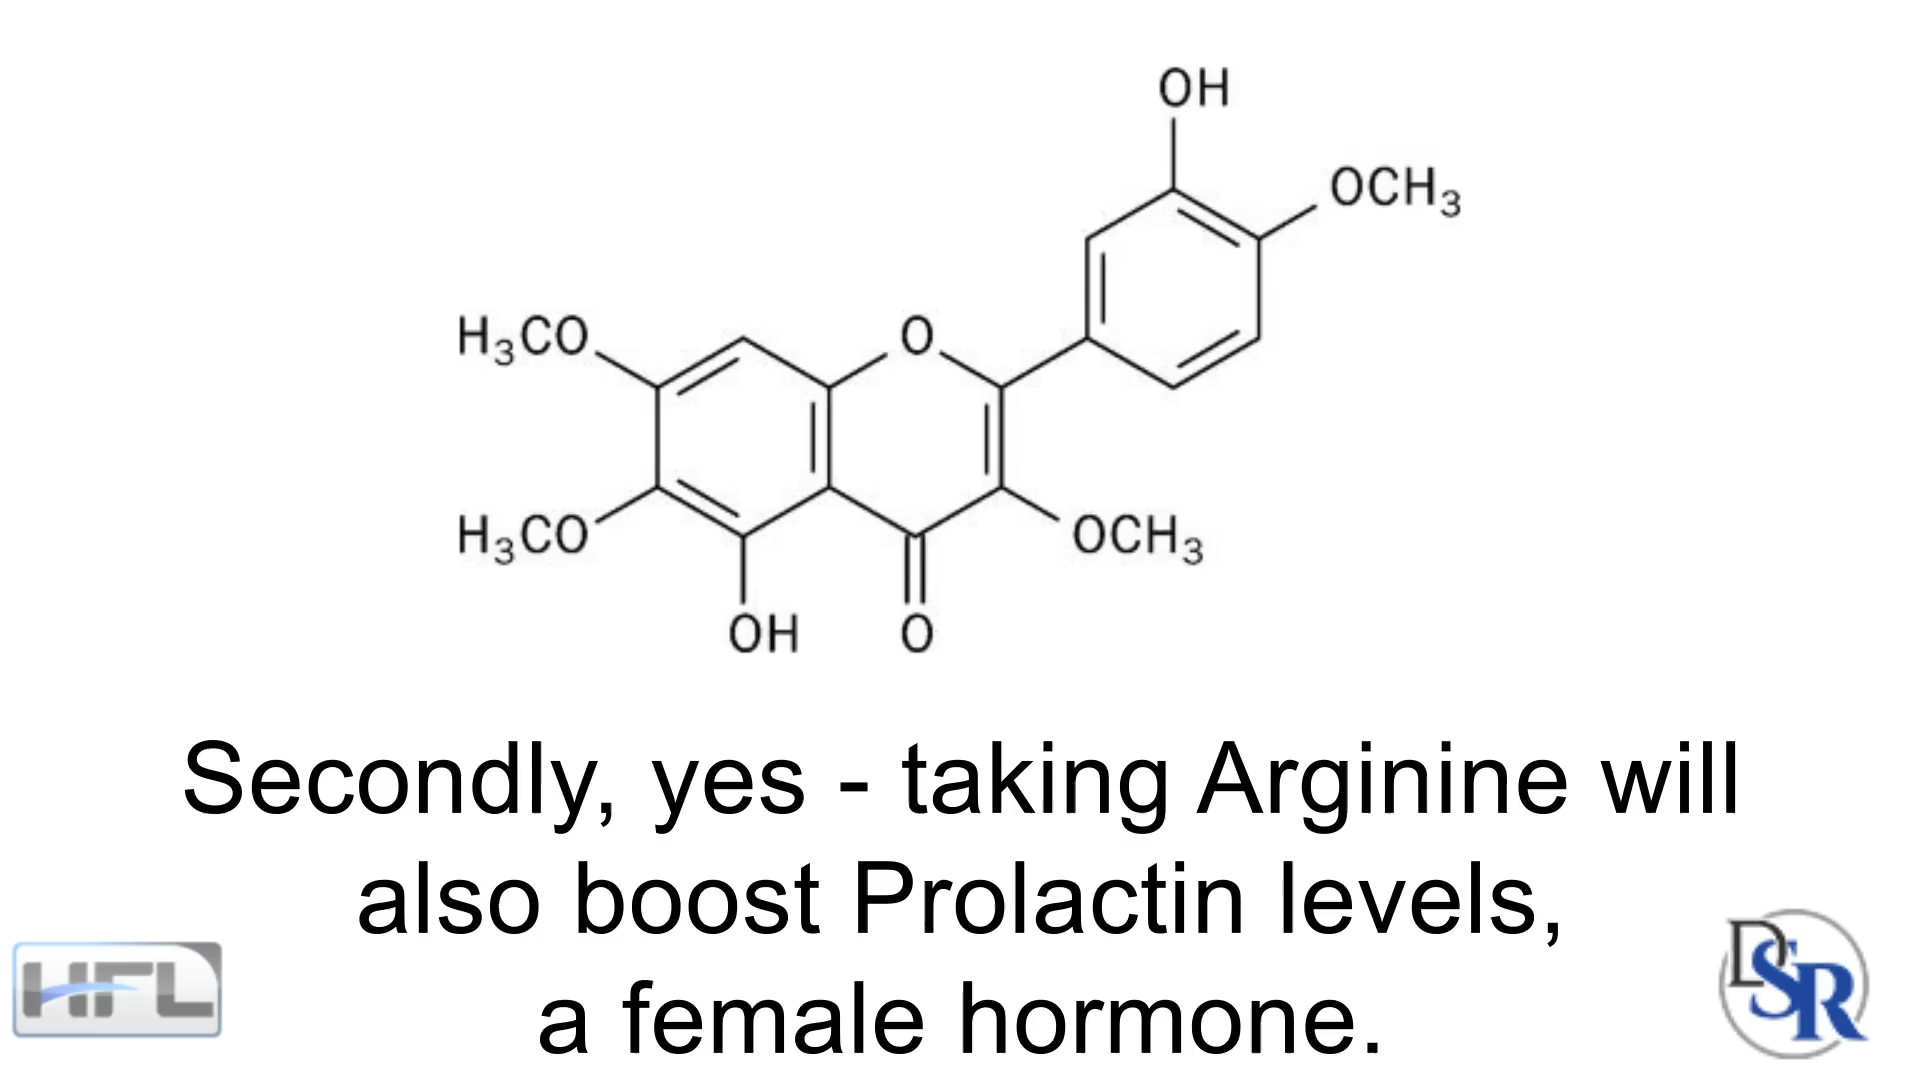 OH
OCH₃
H₃CO
O
H₃CO
OCH₃
OH
O
Secondly, yes - taking Arginine will
also boost Prolactin levels,
a female hormone.
HFL
DSR